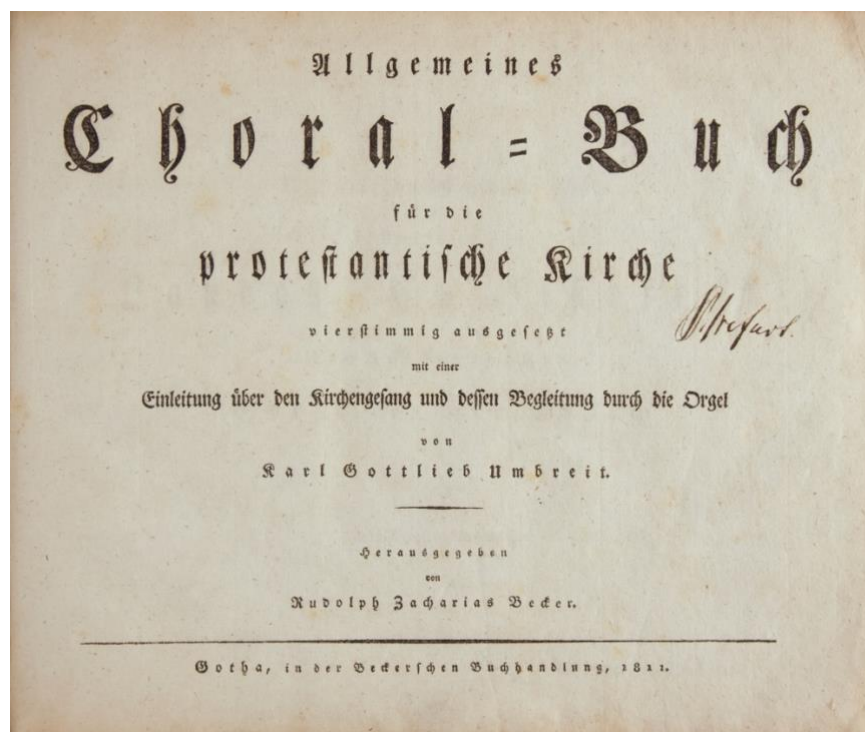 Allgemeines
Choral=Buch
für die
protestantische Kirche
vierstimmig ausgesetzt
mit einer
Einleitung über den Kirchengesang und dessen Begleitung durch die Orgel
von
Karl Gottlieb Umbreit.
Herausgegeben
von
Rudolph Zacharias Becker.
Gotha, in der Beckerschen Buchhandlung, 1811.